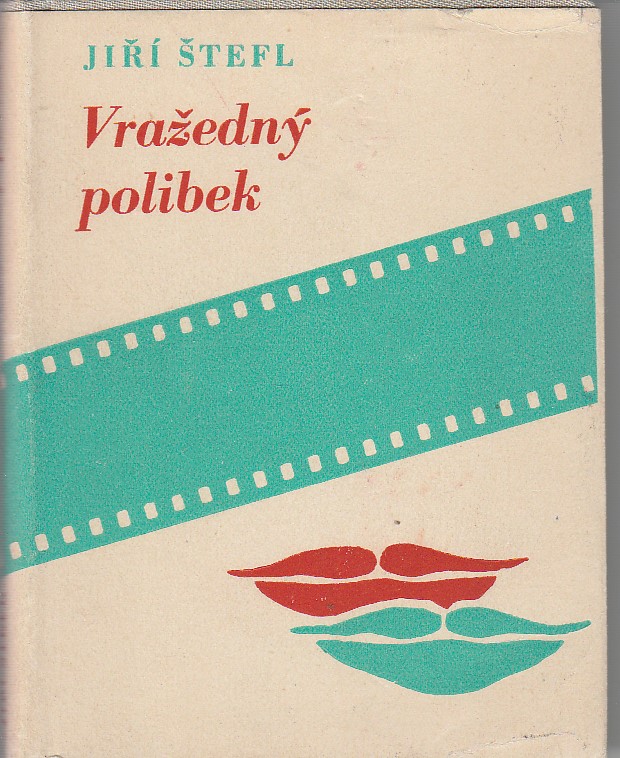 JIŘÍ ŠTEFL
Vražedný
polibek